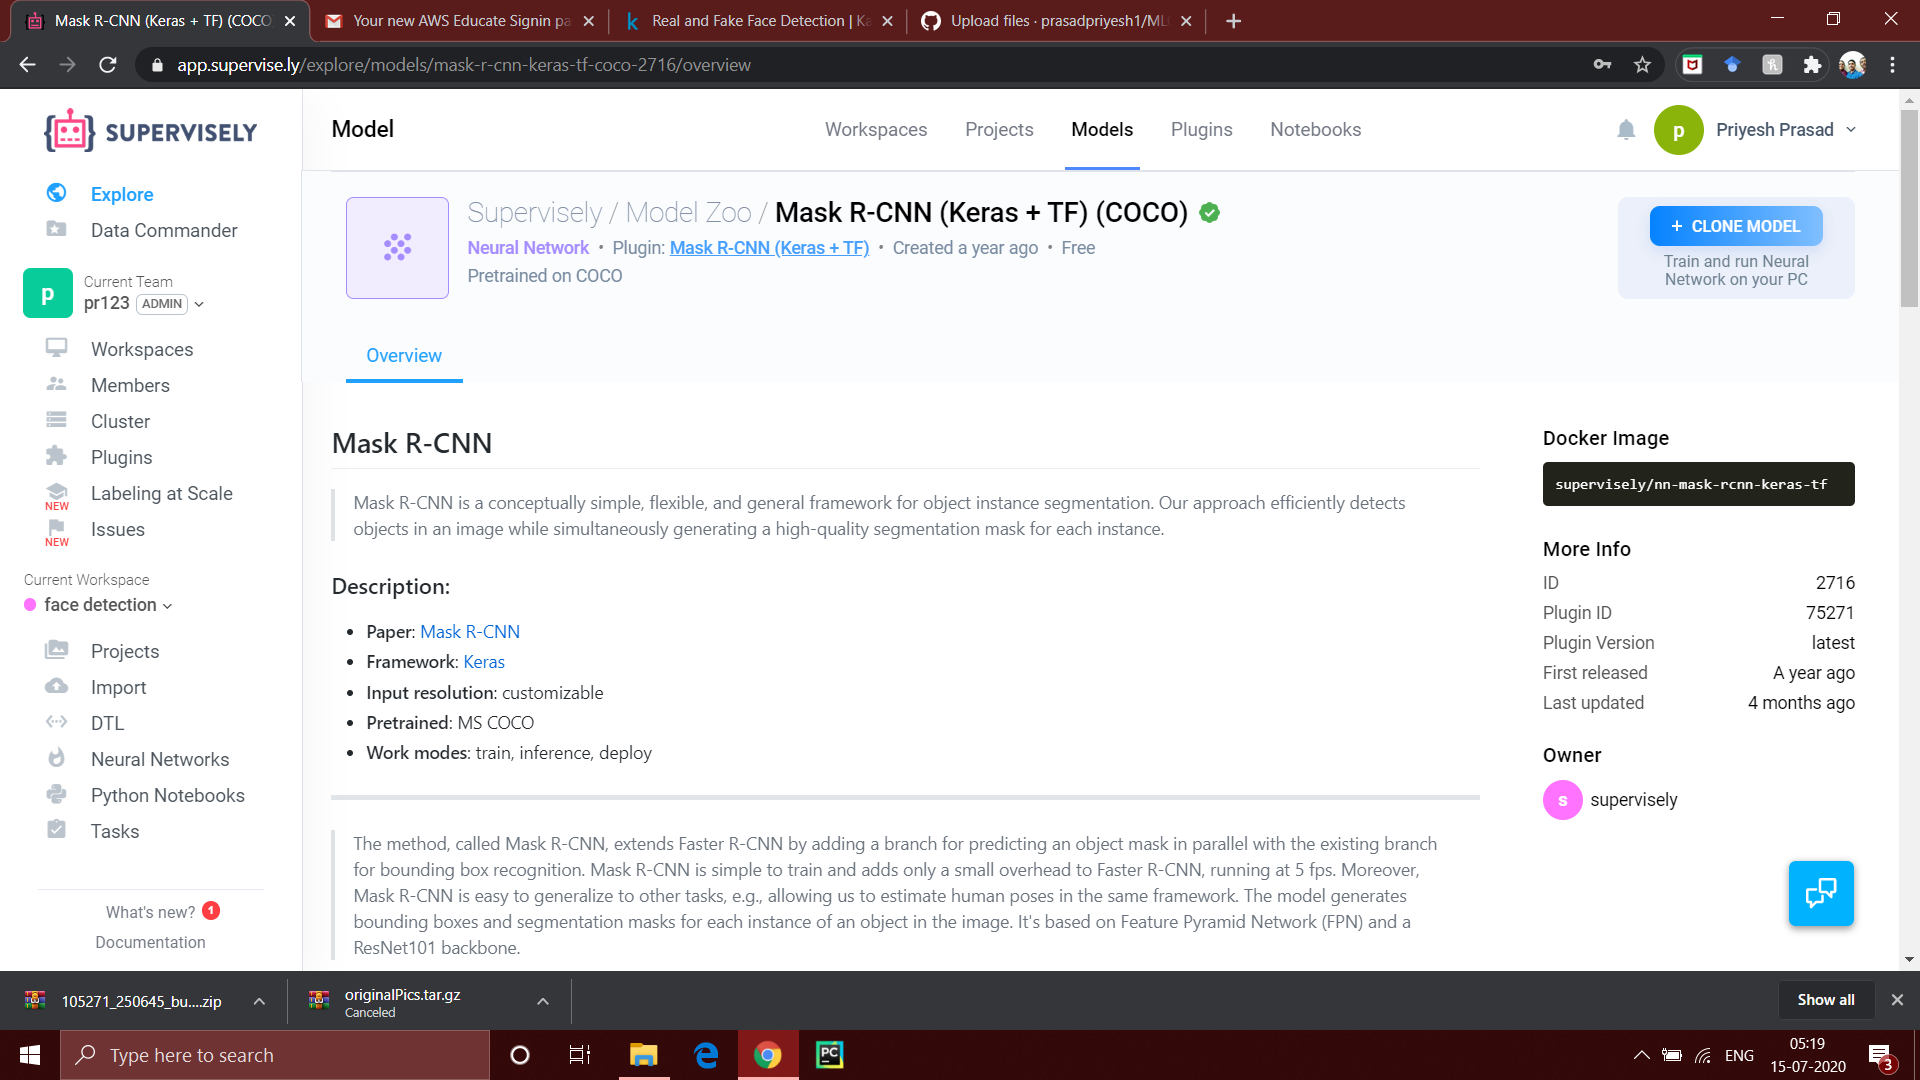 Mask R-CNN (Keras + TF) (COCO
Your new AWS Educate Signin pa
Real and Fake Face Detection | Ka
Upload files · prasadpriyesh1/ML
app.supervise.ly/explore/models/mask-r-cnn-keras-tf-coco-2716/overview
SUPERVISELY
Explore
Data Commander
p
Current Team
pr123 ADMIN
Workspaces
Members
Cluster
Plugins
Labeling at Scale
NEW
Issues
NEW
Current Workspace
face detection
Projects
Import
DTL
Neural Networks
Python Notebooks
Tasks
What's new? 1
Documentation
Model
Workspaces
Projects
Models
Plugins
Notebooks
p
Priyesh Prasad
Supervisely / Model Zoo / Mask R-CNN (Keras + TF) (COCO)
Neural Network • Plugin: Mask R-CNN (Keras + TF) • Created a year ago • Free
Pretrained on COCO
+ CLONE MODEL
Train and run Neural
Network on your PC
Overview
Mask R-CNN
Mask R-CNN is a conceptually simple, flexible, and general framework for object instance segmentation. Our approach efficiently detects
objects in an image while simultaneously generating a high-quality segmentation mask for each instance.
Description:
• Paper: Mask R-CNN
• Framework: Keras
• Input resolution: customizable
• Pretrained: MS COCO
• Work modes: train, inference, deploy
The method, called Mask R-CNN, extends Faster R-CNN by adding a branch for predicting an object mask in parallel with the existing branch
for bounding box recognition. Mask R-CNN is simple to train and adds only a small overhead to Faster R-CNN, running at 5 fps. Moreover,
Mask R-CNN is easy to generalize to other tasks, e.g., allowing us to estimate human poses in the same framework. The model generates
bounding boxes and segmentation masks for each instance of an object in the image. It's based on Feature Pyramid Network (FPN) and a
ResNet101 backbone.
Docker Image
supervisely/nn-mask-rcnn-keras-tf
More Info
ID 2716
Plugin ID 75271
Plugin Version latest
First released A year ago
Last updated 4 months ago
Owner
s supervisely
105271_250645_bu....zip
originalPics.tar.gz
Canceled
Show all
Type here to search
PC
ENG
05:19
15-07-2020
3